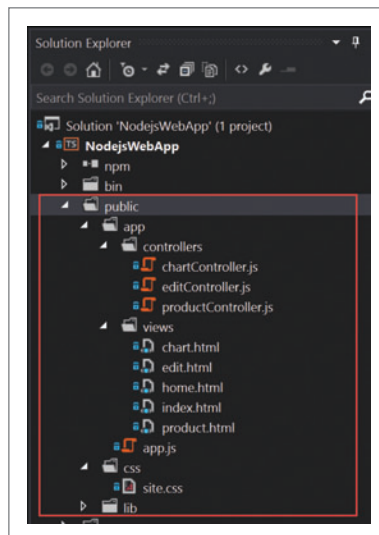 Solution Explorer
Search Solution Explorer (Ctrl+;)
Solution 'NodejsWebApp' (1 project)
TS NodejsWebApp
npm
bin
public
app
controllers
chartController.js
editController.js
productController.js
views
chart.html
edit.html
home.html
index.html
product.html
app.js
css
site.css
lib